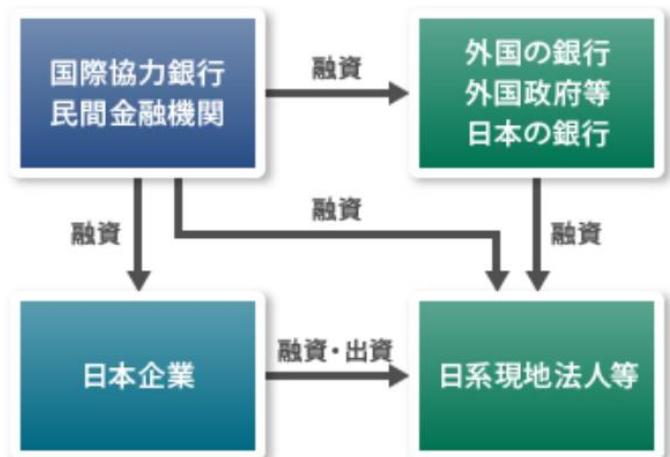 国際協力銀行
民間金融機関
融資
外国の銀行
外国政府等
日本の銀行
融資
融資
融資
日本企業
融資・出資
日系現地法人等